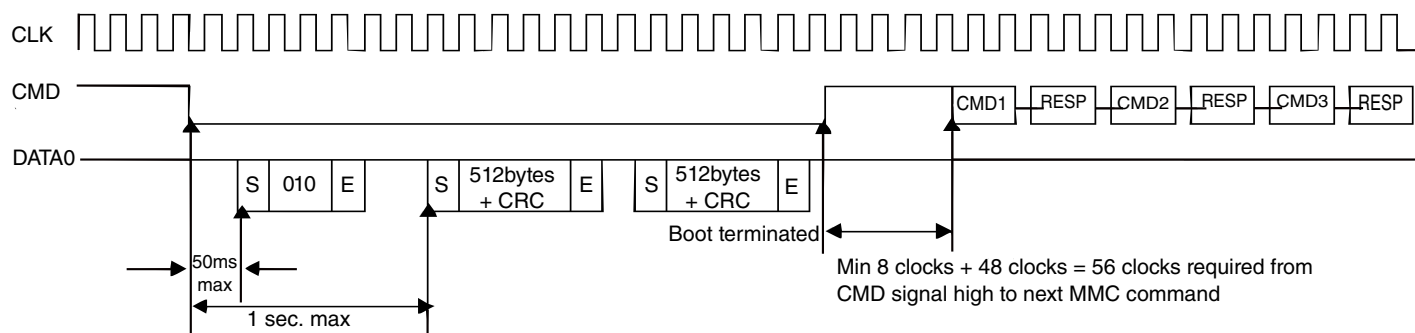 CLK
CMD
CMD1 RESP CMD2 RESP CMD3 RESP
DATA0
S 010 E S 512bytes + CRC E S 512bytes + CRC E
Boot terminated
50ms max
1 sec. max
Min 8 clocks + 48 clocks = 56 clocks required from
CMD signal high to next MMC command